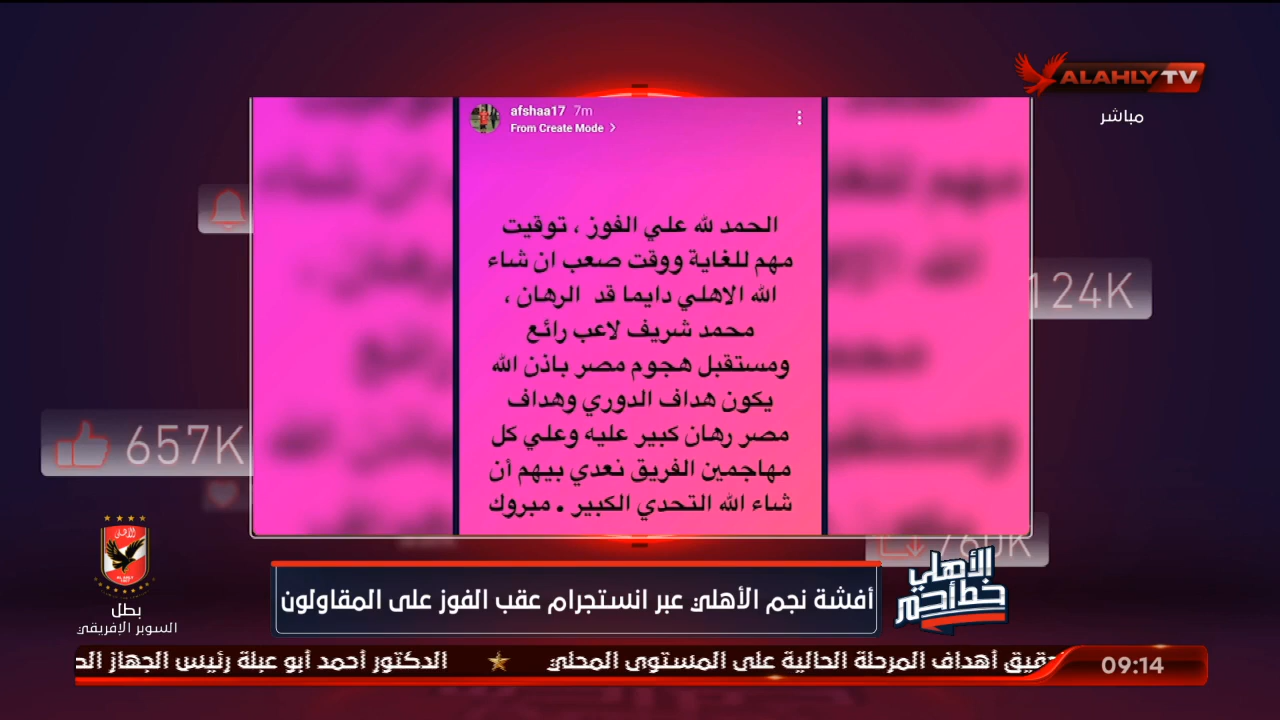 ALAHLY TV
مباشر
afshaa17 7m
From Create Mode >
الحمد لله علي الفوز ، توقيت
مهم للغاية ووقت صعب ان شاء
الله الاهلي دايما قد الرهان ،
محمد شريف لاعب رائع
ومستقبل هجوم مصر باذن الله
يكون هداف الدوري وهداف
مصر رهان كبير عليه وعلي كل
مهاجمين الفريق نعدي بيهم أن
شاء الله التحدي الكبير . مبروك
124K
657K
760K
الأهلي
خط أحمر
أفشة نجم الأهلي عبر انستجرام عقب الفوز على المقاولون
بطل
السوبر الإفريقي
أهداف المرحلة الحالية على المستوى المحلي ★ الدكتور أحمد أبو عبلة رئيس الجهاز
09:14